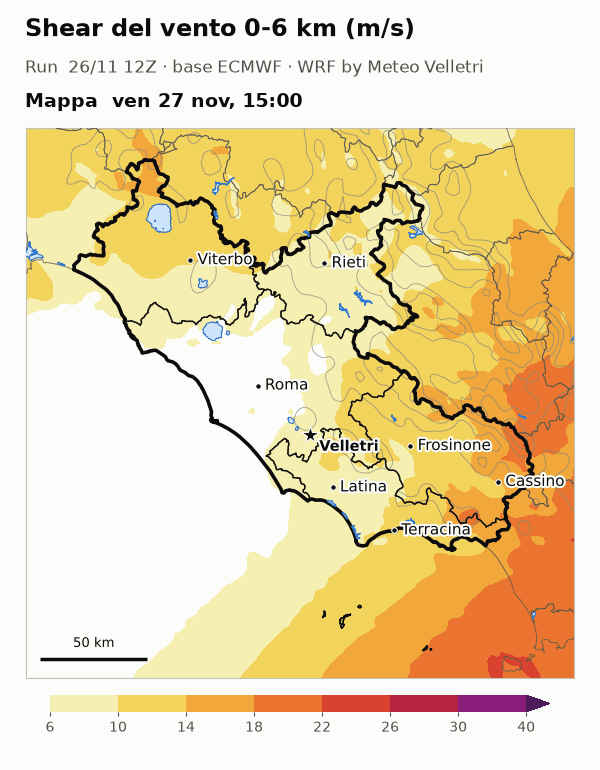 Shear del vento 0-6 km (m/s)
Run  26/11 12Z · base ECMWF · WRF by Meteo Velletri
Mappa  ven 27 nov, 15:00
Viterbo
Rieti
Roma
Velletri
Frosinone
Cassino
Latina
Terracina
50 km
6 10 14 18 22 26 30 40